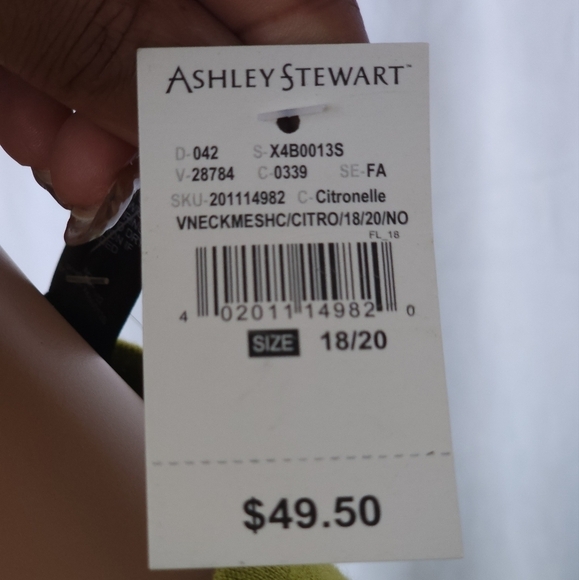 ASHLEY STEWART™
D-042 S-X4B0013S
V-28784 C-0339 SE-FA
SKU-201114982 C-Citronelle
VNECKMESHC/CITRO/18/20/NO
FL_18
4 02011 14982 0
SIZE 18/20
$49.50